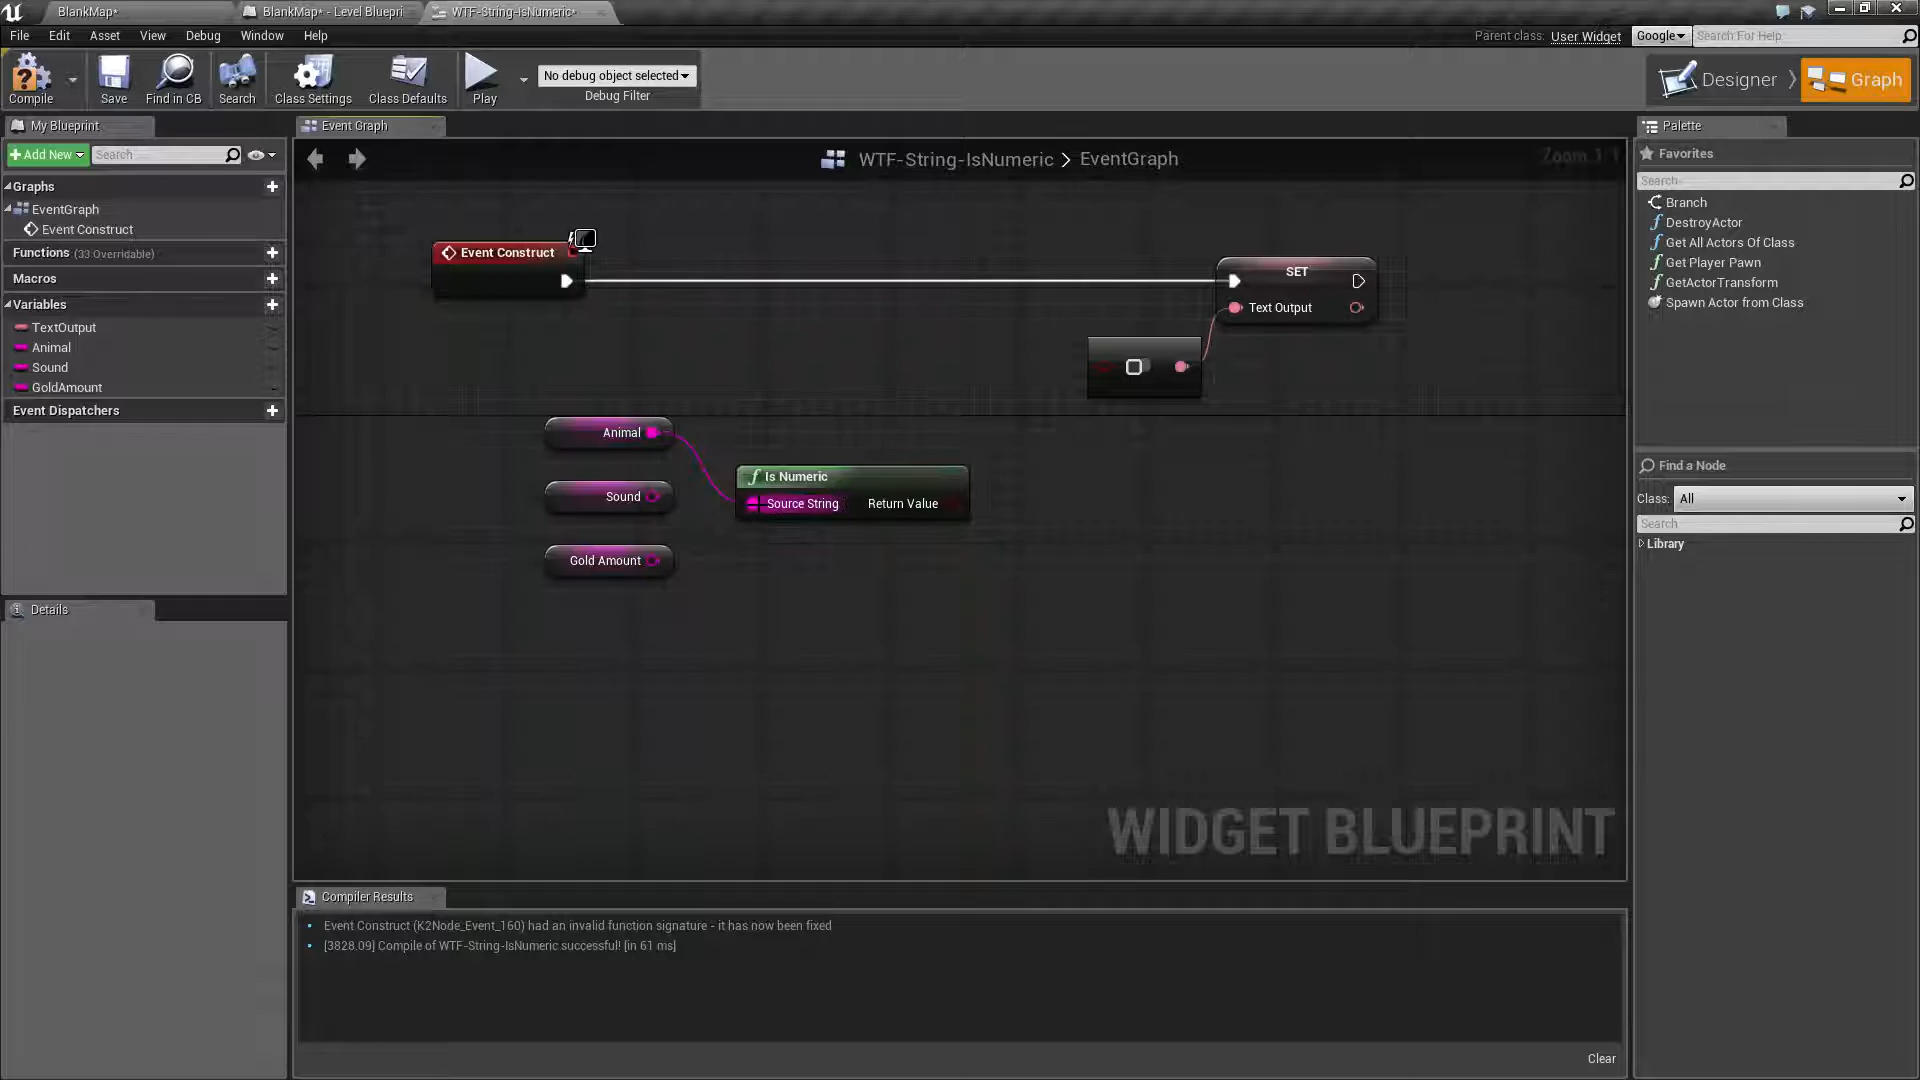 BlankMap*
BlankMap* - Level Bluepri
WTF-String-IsNumeric*
File Edit Asset View Debug Window Help
Parent class: User Widget
Google
Search For Help
Compile
Save
Find in CB
Search
Class Settings
Class Defaults
Play
No debug object selected
Debug Filter
Designer
Graph
My Blueprint
+Add New
Search
Graphs
EventGraph
Event Construct
Functions (33 Overridable)
Macros
Variables
TextOutput
Animal
Sound
GoldAmount
Event Dispatchers
Details
Event Graph
WTF-String-IsNumeric > EventGraph
Zoom 1:1
Event Construct
SET
Text Output
Animal
Sound
Gold Amount
f Is Numeric
Source String
Return Value
WIDGET BLUEPRINT
Compiler Results
Event Construct (K2Node_Event_160) had an invalid function signature - it has now been fixed
[3828.09] Compile of WTF-String-IsNumeric successful! [in 61 ms]
Clear
Palette
Favorites
Search
Branch
f DestroyActor
f Get All Actors Of Class
f Get Player Pawn
f GetActorTransform
Spawn Actor from Class
Find a Node
Class: All
Search
Library